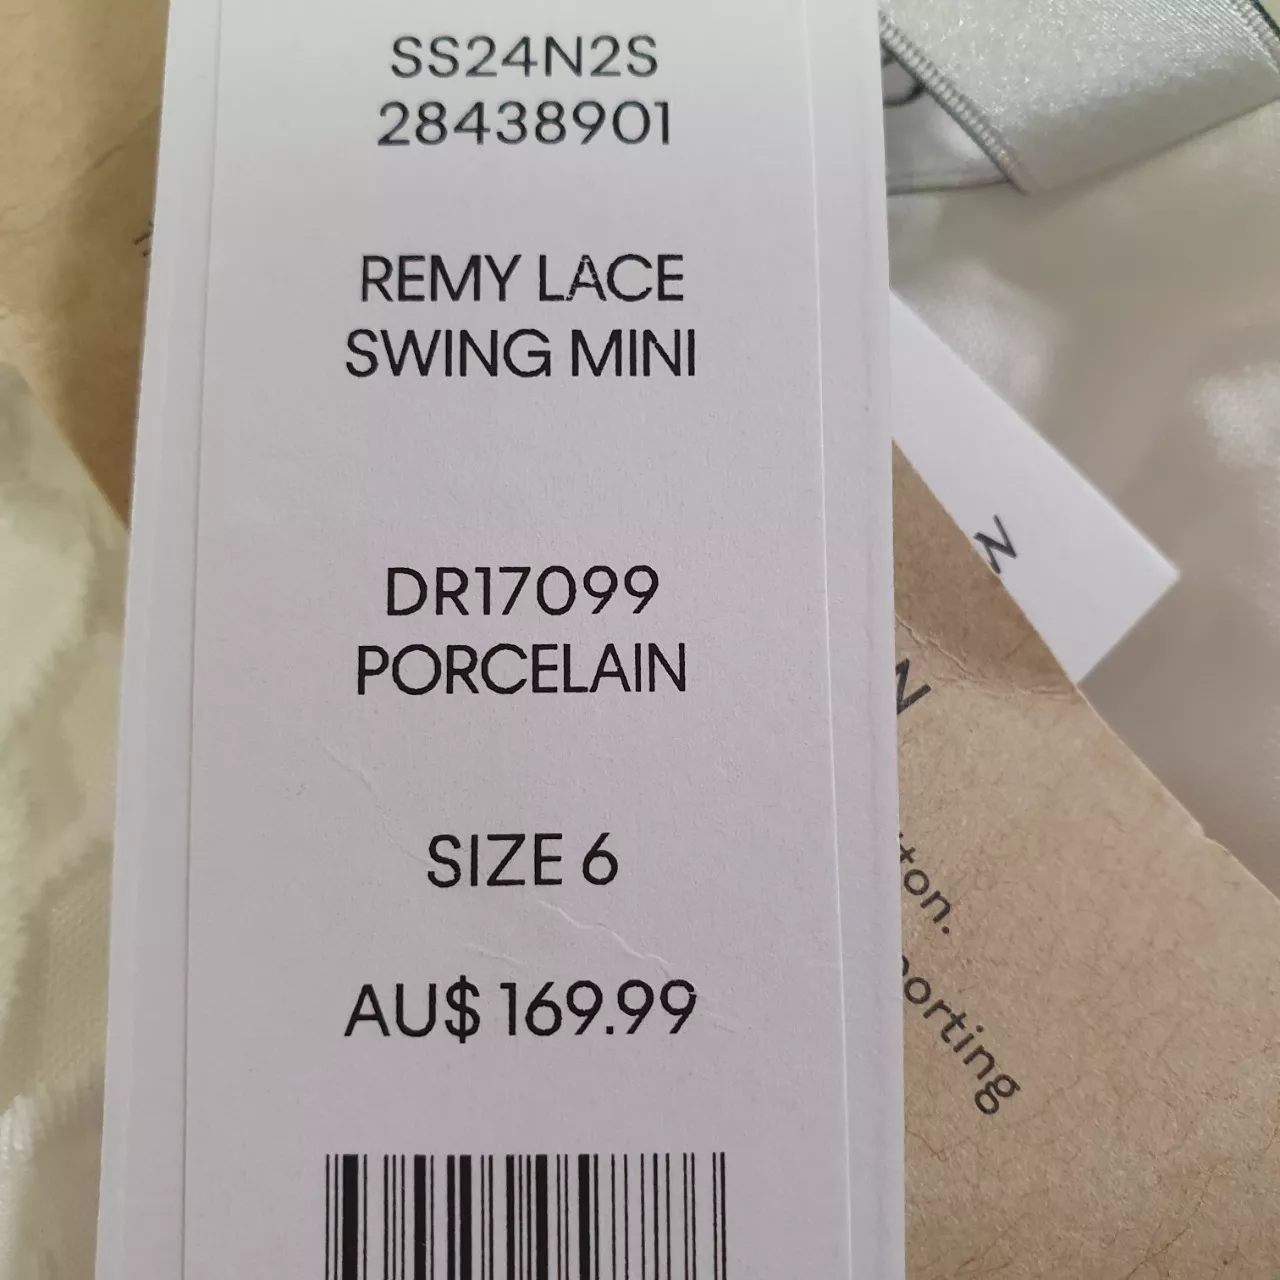 SS24N2S
28438901
REMY LACE
SWING MINI
DR17099
PORCELAIN
SIZE 6
AU$ 169.99
N
N